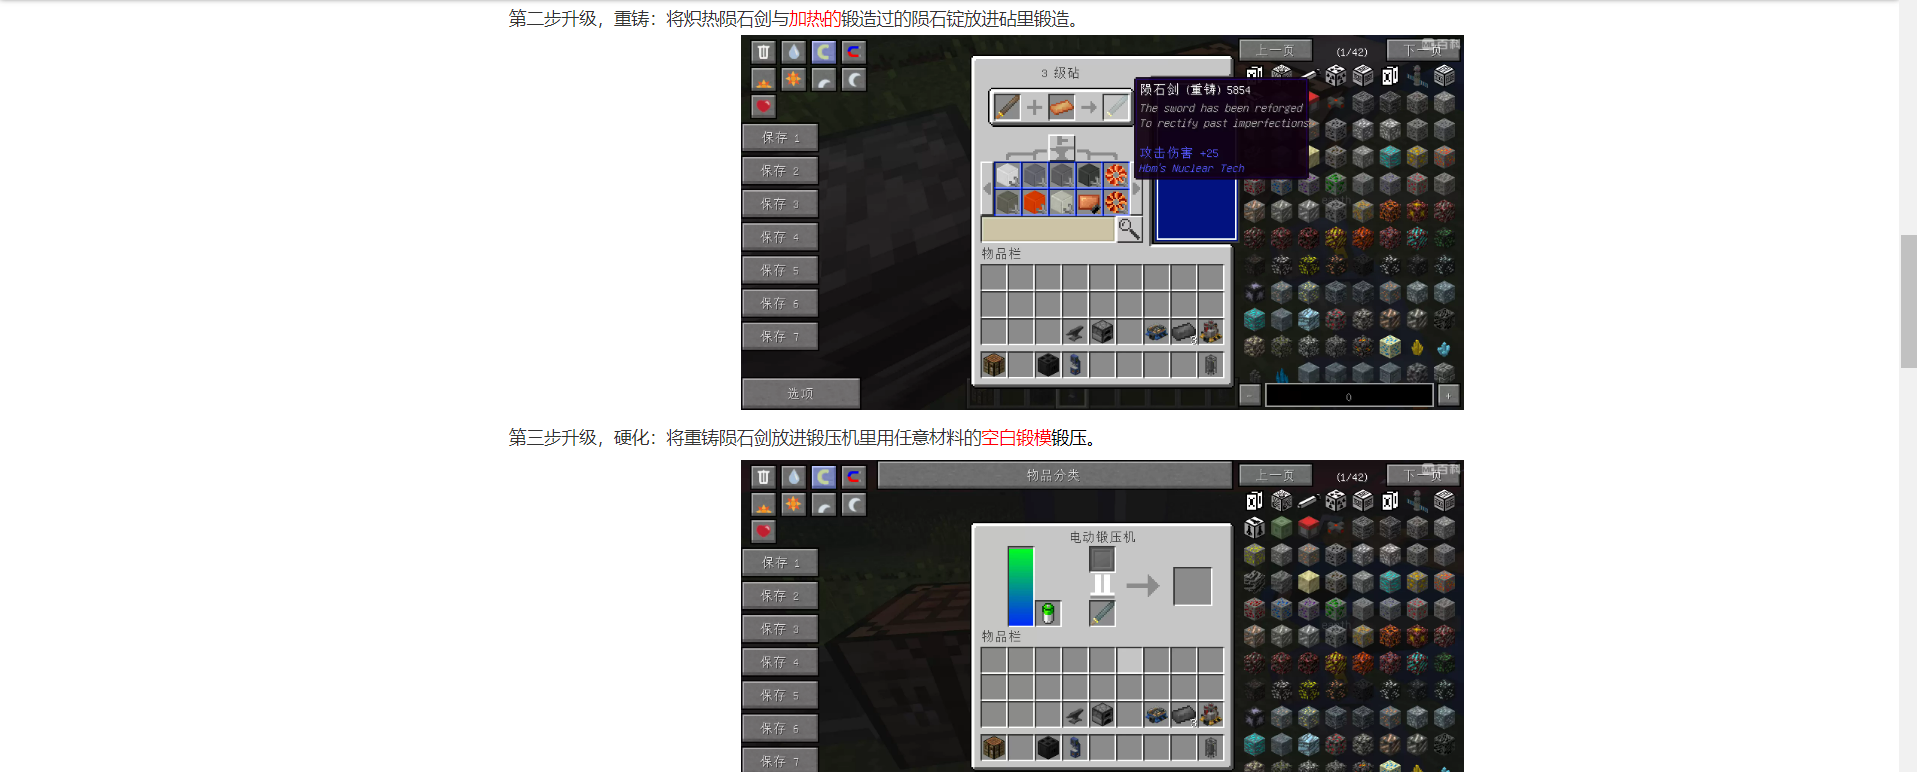 第二步升级，重铸：将炽热陨石剑与加热的锻造过的陨石锭放进砧里锻造。
上一页
(1/42)
下一页
百科
3 级砧
陨石剑 (重铸) 5854
The sword has been reforged
To rectify past imperfections
攻击伤害 +25
Hbm's Nuclear Tech
保存 1
保存 2
保存 3
保存 4
保存 5
保存 6
保存 7
物品栏
3
选项
-
0
+
第三步升级，硬化：将重铸陨石剑放进锻压机里用任意材料的空白锻模锻压。
物品分类
上一页
(1/42)
下一页
百科
电动锻压机
保存 1
保存 2
保存 3
保存 4
保存 5
保存 6
保存 7
物品栏
3